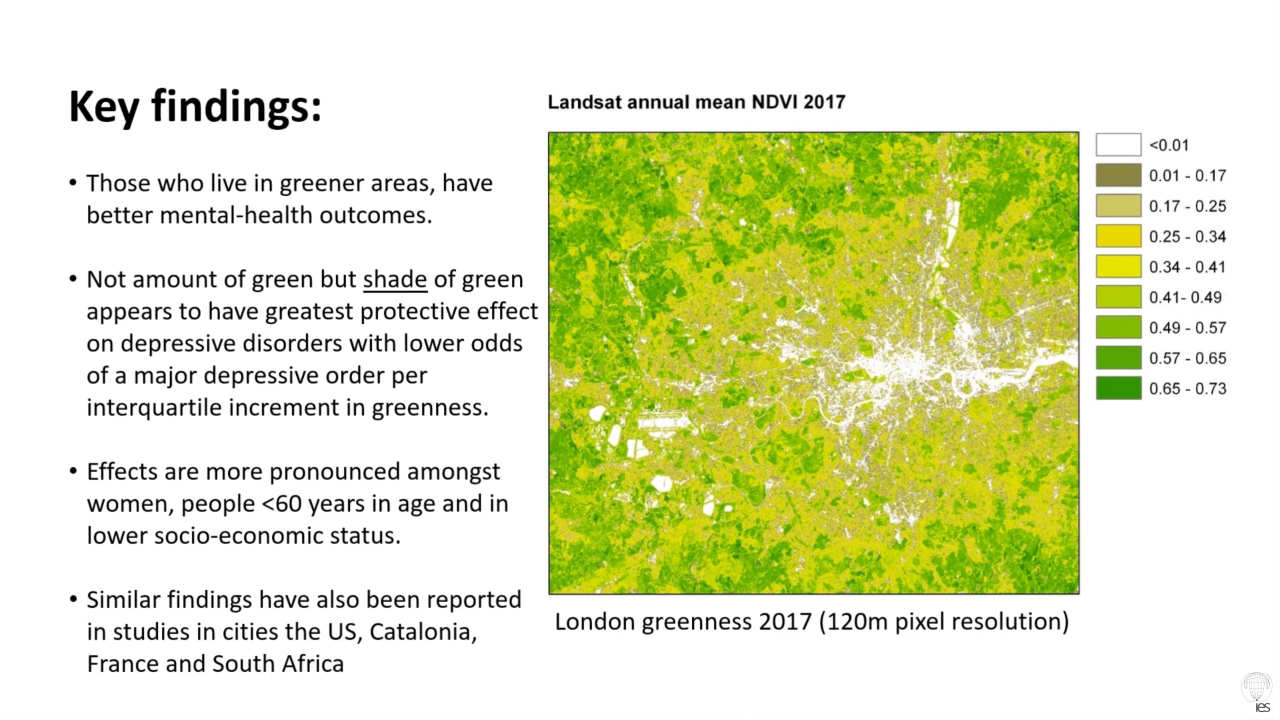 Key findings:
• Those who live in greener areas, have
better mental-health outcomes.
• Not amount of green but shade of green
appears to have greatest protective effect
on depressive disorders with lower odds
of a major depressive order per
interquartile increment in greenness.
• Effects are more pronounced amongst
women, people <60 years in age and in
lower socio-economic status.
• Similar findings have also been reported
in studies in cities the US, Catalonia,
France and South Africa
Landsat annual mean NDVI 2017
<0.01
0.01 - 0.17
0.17 - 0.25
0.25 - 0.34
0.34 - 0.41
0.41- 0.49
0.49 - 0.57
0.57 - 0.65
0.65 - 0.73
London greenness 2017 (120m pixel resolution)
ies